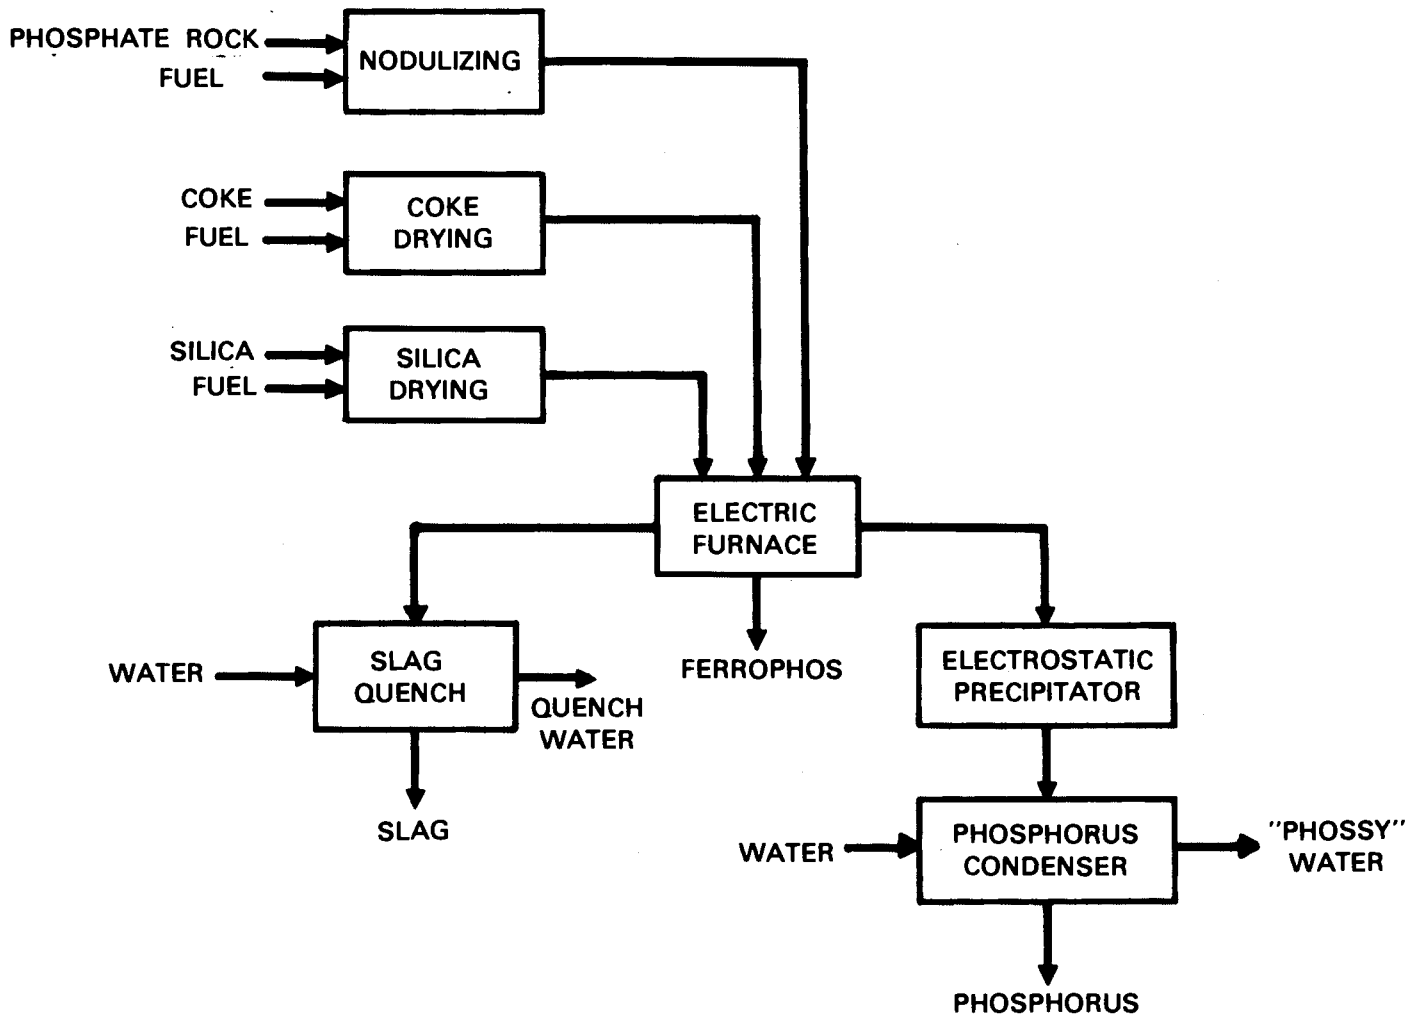 PHOSPHATE ROCK
FUEL
NODULIZING
COKE
FUEL
COKE
DRYING
SILICA
FUEL
SILICA
DRYING
ELECTRIC
FURNACE
WATER
SLAG
QUENCH
QUENCH
WATER
SLAG
FERROPHOS
ELECTROSTATIC
PRECIPITATOR
WATER
PHOSPHORUS
CONDENSER
"PHOSSY"
WATER
PHOSPHORUS